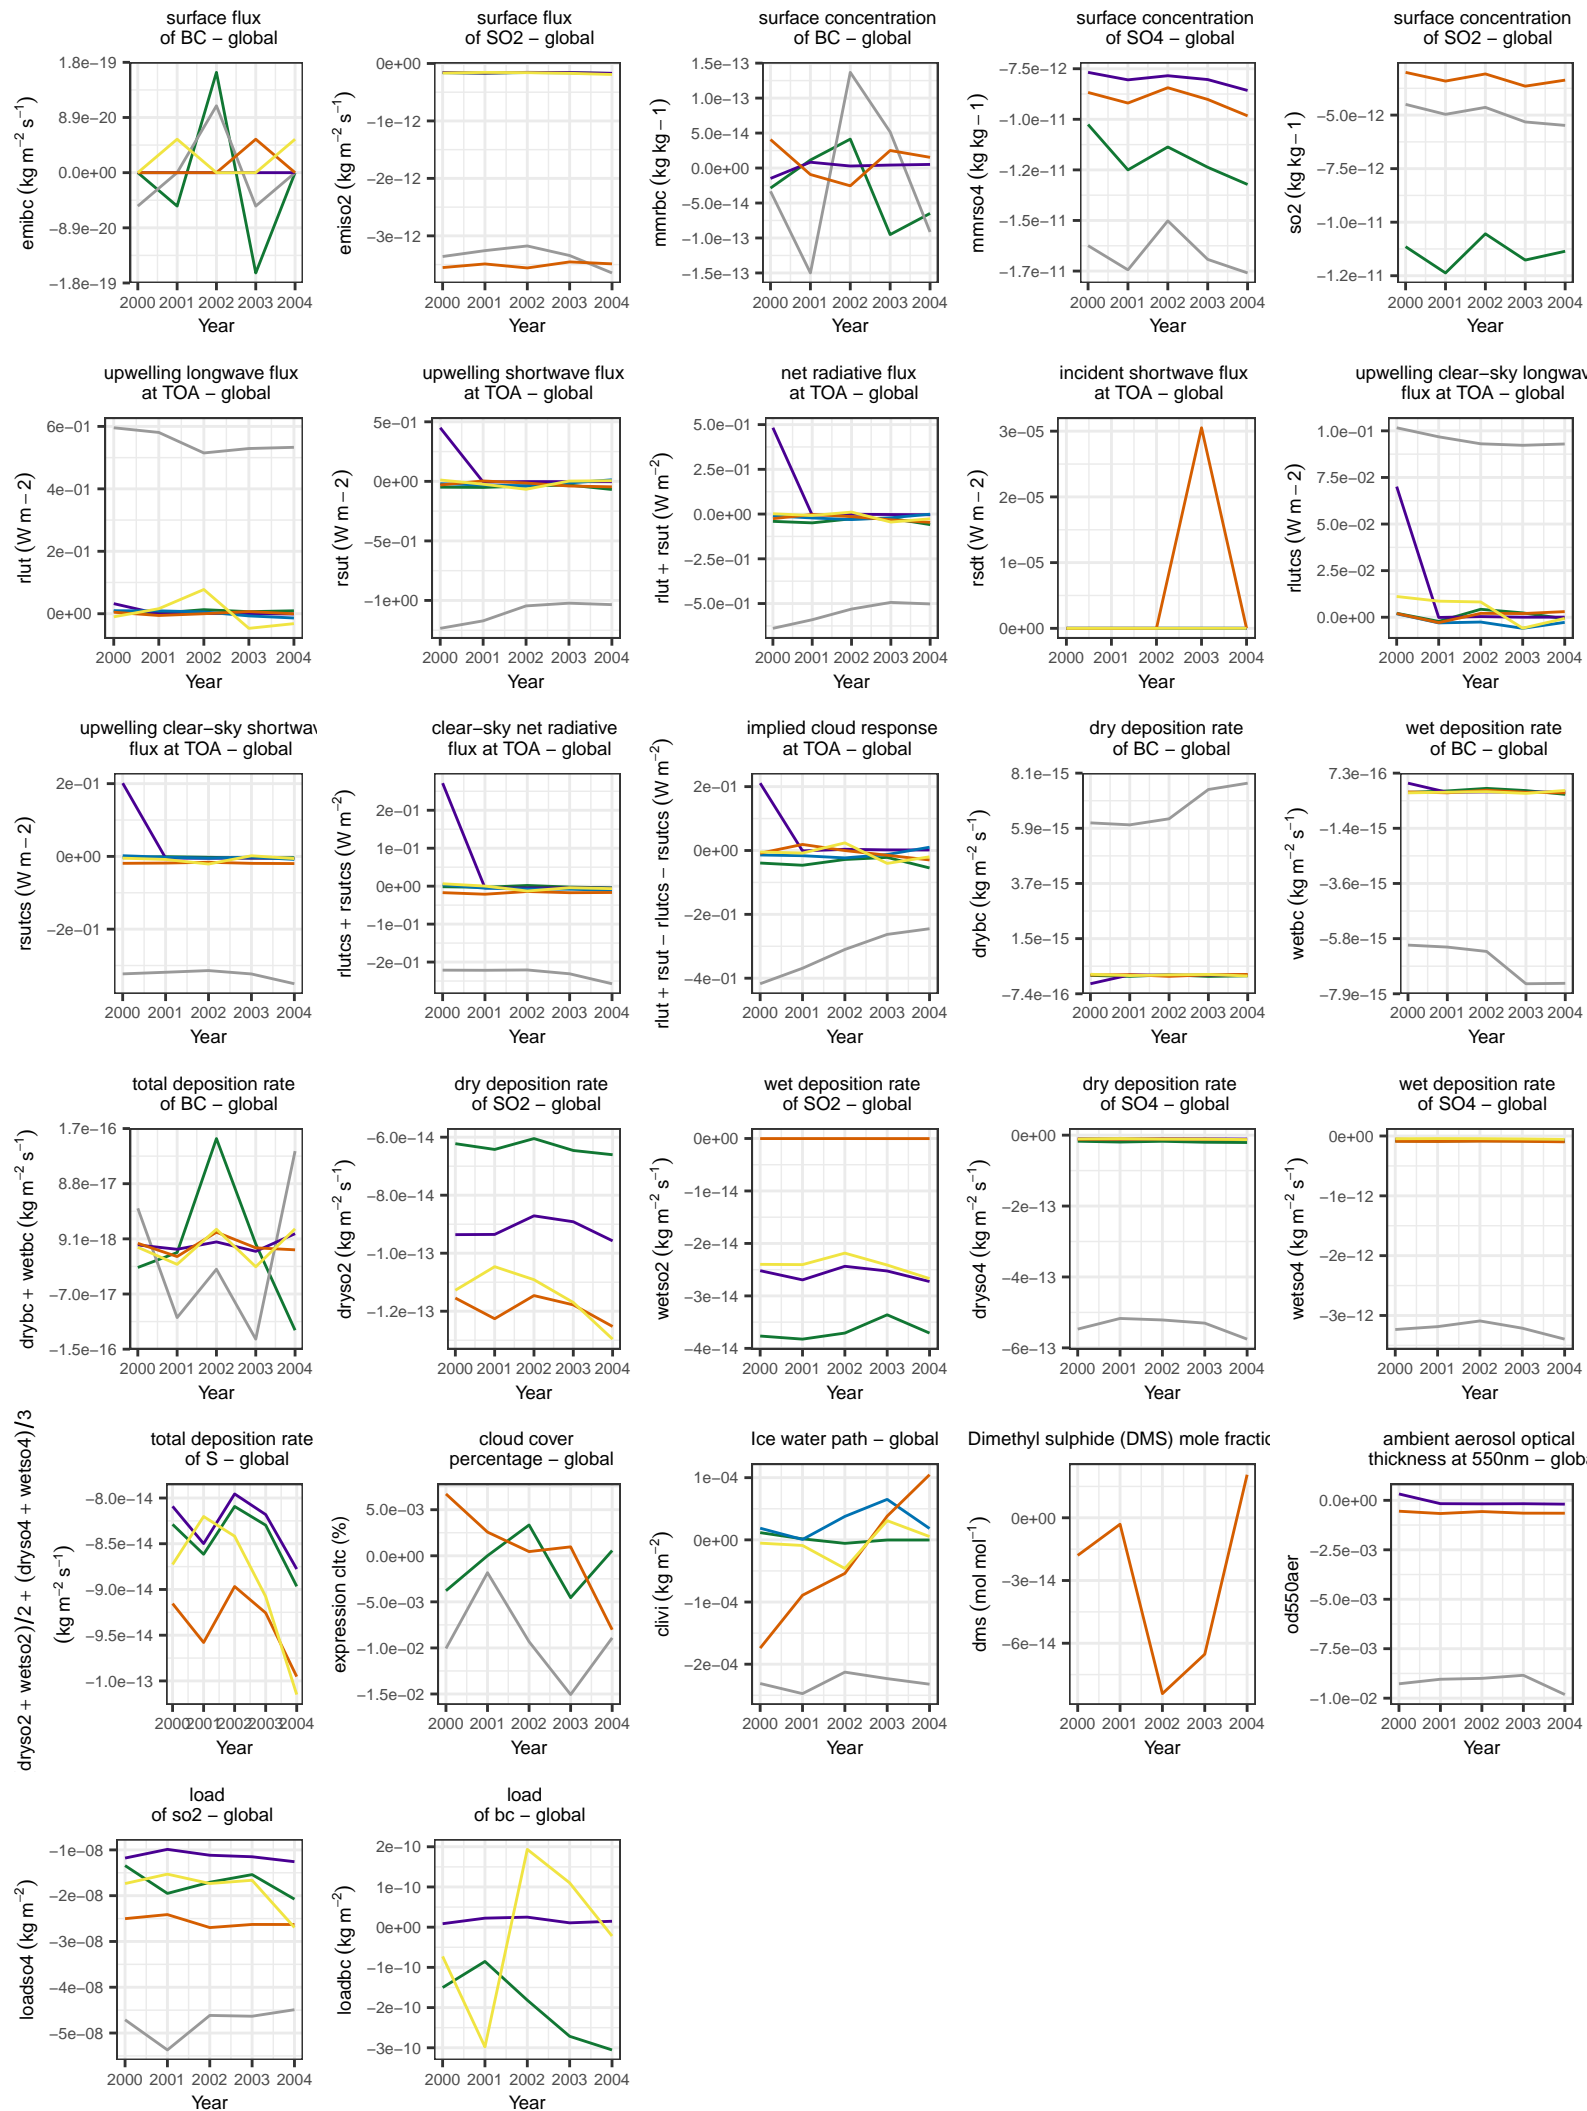 surface flux
of BC − global
emibc (kg m−2 s−1)
1.8e−19
8.9e−20
0.0e+00
−8.9e−20
−1.8e−19
2000 2001 2002 2003 2004
Year
surface flux
of SO2 − global
emiso2 (kg m−2 s−1)
0e+00
−1e−12
−2e−12
−3e−12
2000 2001 2002 2003 2004
Year
surface concentration
of BC − global
mmrbc (kg kg − 1)
1.5e−13
1.0e−13
5.0e−14
0.0e+00
−5.0e−14
−1.0e−13
−1.5e−13
2000 2001 2002 2003 2004
Year
surface concentration
of SO4 − global
mmrso4 (kg kg − 1)
−7.5e−12
−1.0e−11
−1.2e−11
−1.5e−11
−1.7e−11
2000 2001 2002 2003 2004
Year
surface concentration
of SO2 − global
so2 (kg kg − 1)
−5.0e−12
−7.5e−12
−1.0e−11
−1.2e−11
2000 2001 2002 2003 2004
Year
upwelling longwave flux
at TOA − global
rlut (W m − 2)
6e−01
4e−01
2e−01
0e+00
2000 2001 2002 2003 2004
Year
upwelling shortwave flux
at TOA − global
rsut (W m − 2)
5e−01
0e+00
−5e−01
−1e+00
2000 2001 2002 2003 2004
Year
net radiative flux
at TOA − global
rlut + rsut (W m−2)
5.0e−01
2.5e−01
0.0e+00
−2.5e−01
−5.0e−01
2000 2001 2002 2003 2004
Year
incident shortwave flux
at TOA − global
rsdt (W m − 2)
3e−05
2e−05
1e−05
0e+00
2000 2001 2002 2003 2004
Year
upwelling clear−sky longwav
flux at TOA − global
rlutcs (W m − 2)
1.0e−01
7.5e−02
5.0e−02
2.5e−02
0.0e+00
2000 2001 2002 2003 2004
Year
upwelling clear−sky shortwav
flux at TOA − global
rsutcs (W m − 2)
2e−01
0e+00
−2e−01
2000 2001 2002 2003 2004
Year
clear−sky net radiative
flux at TOA − global
rlutcs + rsutcs (W m−2)
2e−01
1e−01
0e+00
−1e−01
−2e−01
2000 2001 2002 2003 2004
Year
implied cloud response
at TOA − global
rlut + rsut − rlutcs − rsutcs (W m−2)
2e−01
0e+00
−2e−01
−4e−01
2000 2001 2002 2003 2004
Year
dry deposition rate
of BC − global
drybc (kg m−2 s−1)
8.1e−15
5.9e−15
3.7e−15
1.5e−15
−7.4e−16
2000 2001 2002 2003 2004
Year
wet deposition rate
of BC − global
wetbc (kg m−2 s−1)
7.3e−16
−1.4e−15
−3.6e−15
−5.8e−15
−7.9e−15
2000 2001 2002 2003 2004
Year
total deposition rate
of BC − global
drybc + wetbc (kg m−2 s−1)
1.7e−16
8.8e−17
9.1e−18
−7.0e−17
−1.5e−16
2000 2001 2002 2003 2004
Year
dry deposition rate
of SO2 − global
dryso2 (kg m−2 s−1)
−6.0e−14
−8.0e−14
−1.0e−13
−1.2e−13
2000 2001 2002 2003 2004
Year
wet deposition rate
of SO2 − global
wetso2 (kg m−2 s−1)
0e+00
−1e−14
−2e−14
−3e−14
−4e−14
2000 2001 2002 2003 2004
Year
dry deposition rate
of SO4 − global
dryso4 (kg m−2 s−1)
0e+00
−2e−13
−4e−13
−6e−13
2000 2001 2002 2003 2004
Year
wet deposition rate
of SO4 − global
wetso4 (kg m−2 s−1)
0e+00
−1e−12
−2e−12
−3e−12
2000 2001 2002 2003 2004
Year
total deposition rate
of S − global
dryso2 + wetso2)/2 + (dryso4 + wetso4)/3
(kg m−2 s−1)
−8.0e−14
−8.5e−14
−9.0e−14
−9.5e−14
−1.0e−13
2000 2001 2002 2003 2004
Year
cloud cover
percentage − global
expression cltc (%)
5.0e−03
0.0e+00
−5.0e−03
−1.0e−02
−1.5e−02
2000 2001 2002 2003 2004
Year
Ice water path − global
clivi (kg m−2)
1e−04
0e+00
−1e−04
−2e−04
2000 2001 2002 2003 2004
Year
Dimethyl sulphide (DMS) mole fractio
dms (mol mol−1)
0e+00
−3e−14
−6e−14
2000 2001 2002 2003 2004
Year
ambient aerosol optical
thickness at 550nm − globa
od550aer
0.0e+00
−2.5e−03
−5.0e−03
−7.5e−03
−1.0e−02
2000 2001 2002 2003 2004
Year
load
of so2 − global
loadso4 (kg m−2)
−1e−08
−2e−08
−3e−08
−4e−08
−5e−08
2000 2001 2002 2003 2004
Year
load
of bc − global
loadbc (kg m−2)
2e−10
1e−10
0e+00
−1e−10
−2e−10
−3e−10
2000 2001 2002 2003 2004
Year